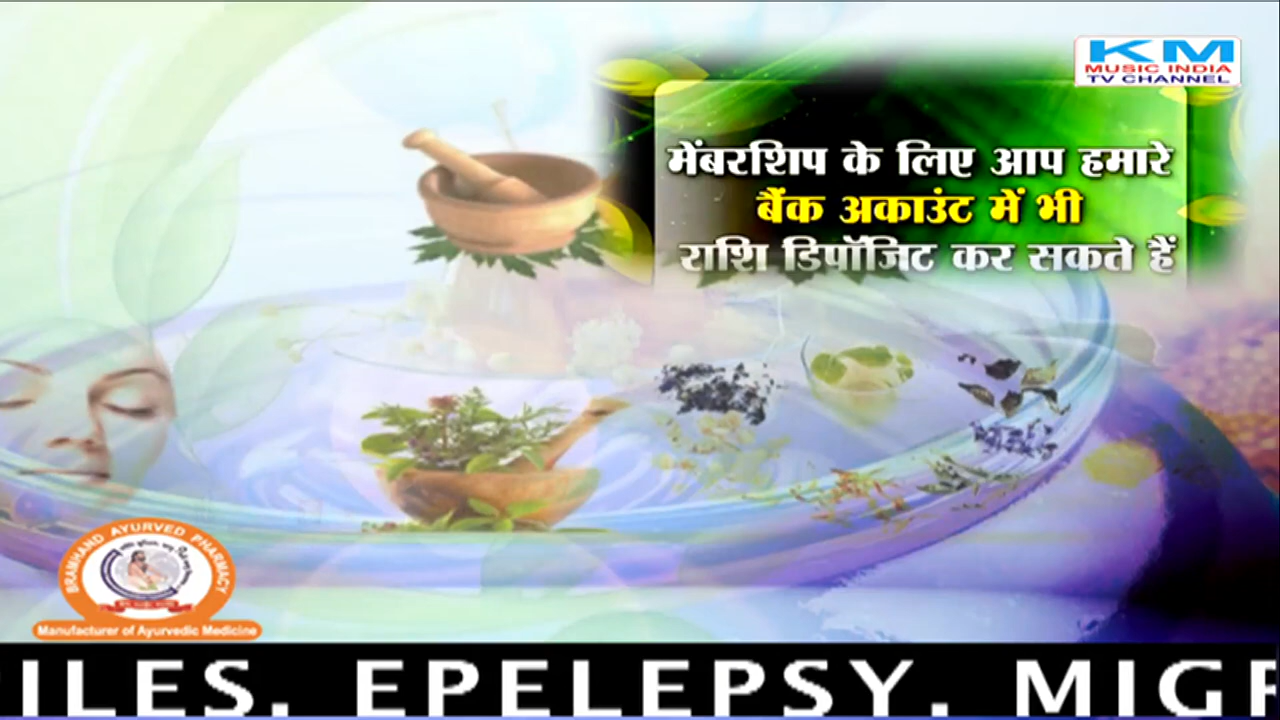 KM
MUSIC INDIA
TV CHANNEL
मेंबरशिप के लिए आप हमारे
बैंक अकाउंट में भी
राशि डिपॉजिट कर सकते हैं
BRAMHAND AYURVED PHARMACY
Manufacturer of Ayurvedic Medicine
ILES. EPELEPSY. MIGR